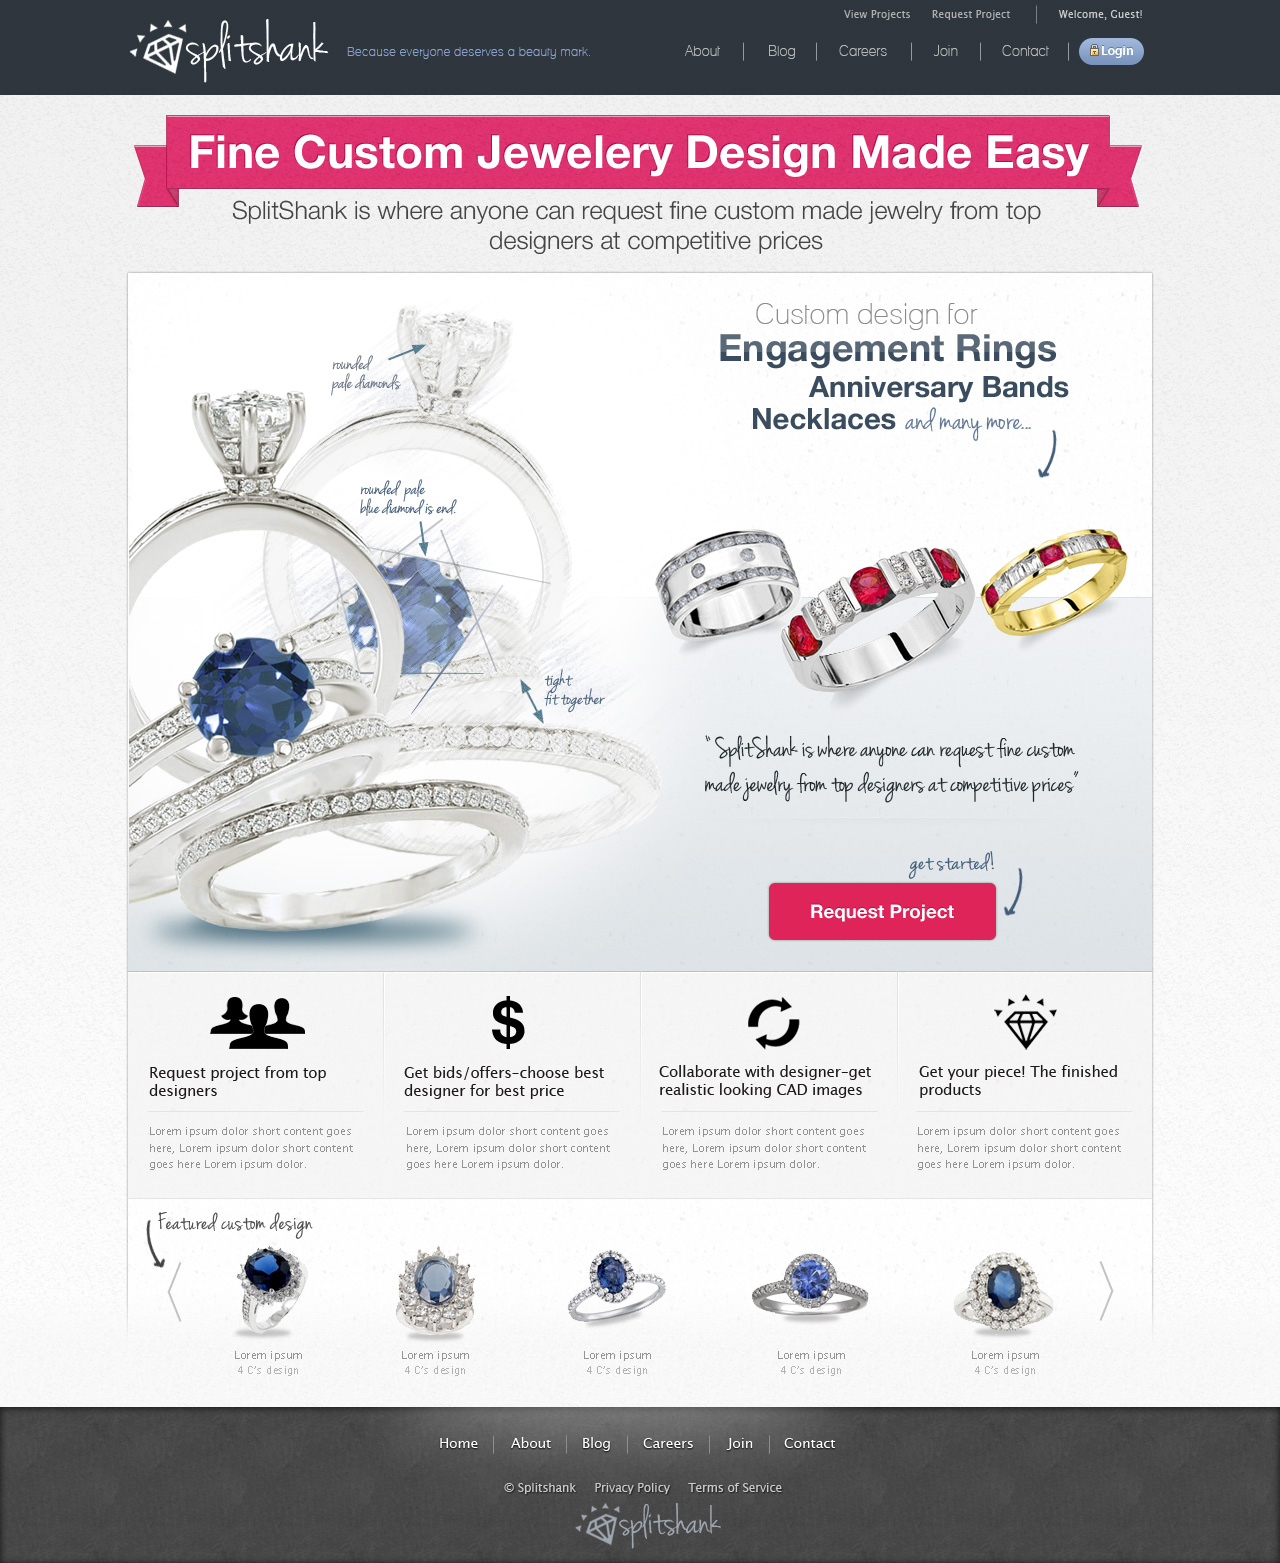 View Projects Request Project Welcome, Guest!
splitshank Because everyone deserves a beauty mark. About Blog Careers Join Contact Login
Fine Custom Jewelery Design Made Easy
SplitShank is where anyone can request fine custom made jewelry from top
designers at competitive prices
Custom design for
Engagement Rings
Anniversary Bands
Necklaces and many more...
rounded
pale diamonds
rounded pale
blue diamond is end.
tight
fit together
"SplitShank is where anyone can request fine custom
made jewelry from top designers at competitive prices"
get started!
Request Project
$
Request project from top
designers
Lorem ipsum dolor short content goes
here, Lorem ipsum dolor short content
goes here Lorem ipsum dolor.
Get bids/offers-choose best
designer for best price
Lorem ipsum dolor short content goes
here, Lorem ipsum dolor short content
goes here Lorem ipsum dolor.
Collaborate with designer-get
realistic looking CAD images
Lorem ipsum dolor short content goes
here, Lorem ipsum dolor short content
goes here Lorem ipsum dolor.
Get your piece! The finished
products
Lorem ipsum dolor short content goes
here, Lorem ipsum dolor short content
goes here Lorem ipsum dolor.
Featured custom design
Lorem ipsum
4 C's design
Lorem ipsum
4 C's design
Lorem ipsum
4 C's design
Lorem ipsum
4 C's design
Lorem ipsum
4 C's design
Home About Blog Careers Join Contact
© Splitshank Privacy Policy Terms of Service
splitshank